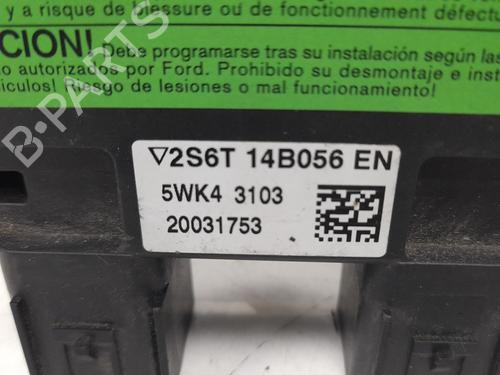 y a risque de blessure ou de fonctionnement défectu
CION! Debe programarse tras su instalación según las
o autorizados por Ford. Prohibido su desmontaje e inst
ículos! Riesgo de lesiones o mal funcionamiento!
2S6T 14B056 EN
5WK4 3103
20031753
B-PARTS